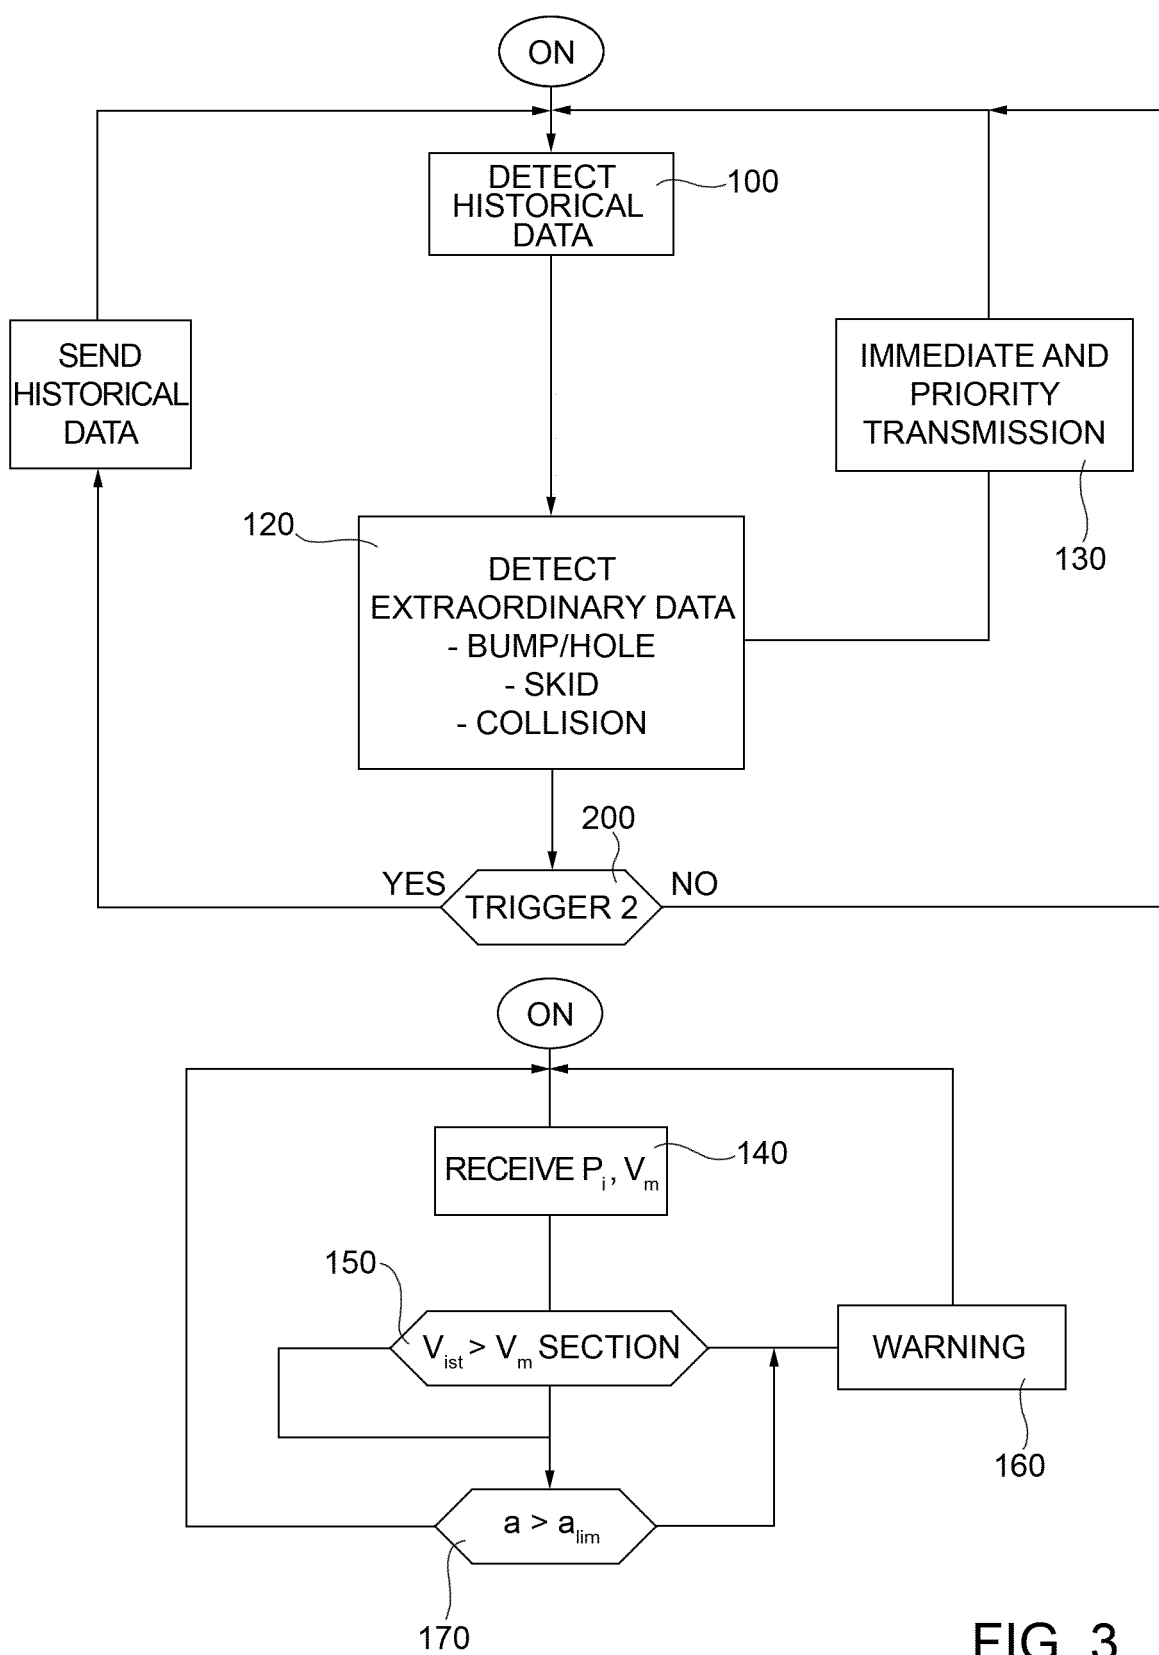 ON
DETECT
HISTORICAL
DATA
100
SEND
HISTORICAL
DATA
IMMEDIATE AND
PRIORITY
TRANSMISSION
130
120
DETECT
EXTRAORDINARY DATA
- BUMP/HOLE
- SKID
- COLLISION
200
YES
TRIGGER 2
NO
ON
RECEIVE Pi, Vm
140
150
Vist > Vm SECTION
WARNING
160
a > alim
170
FIG. 3